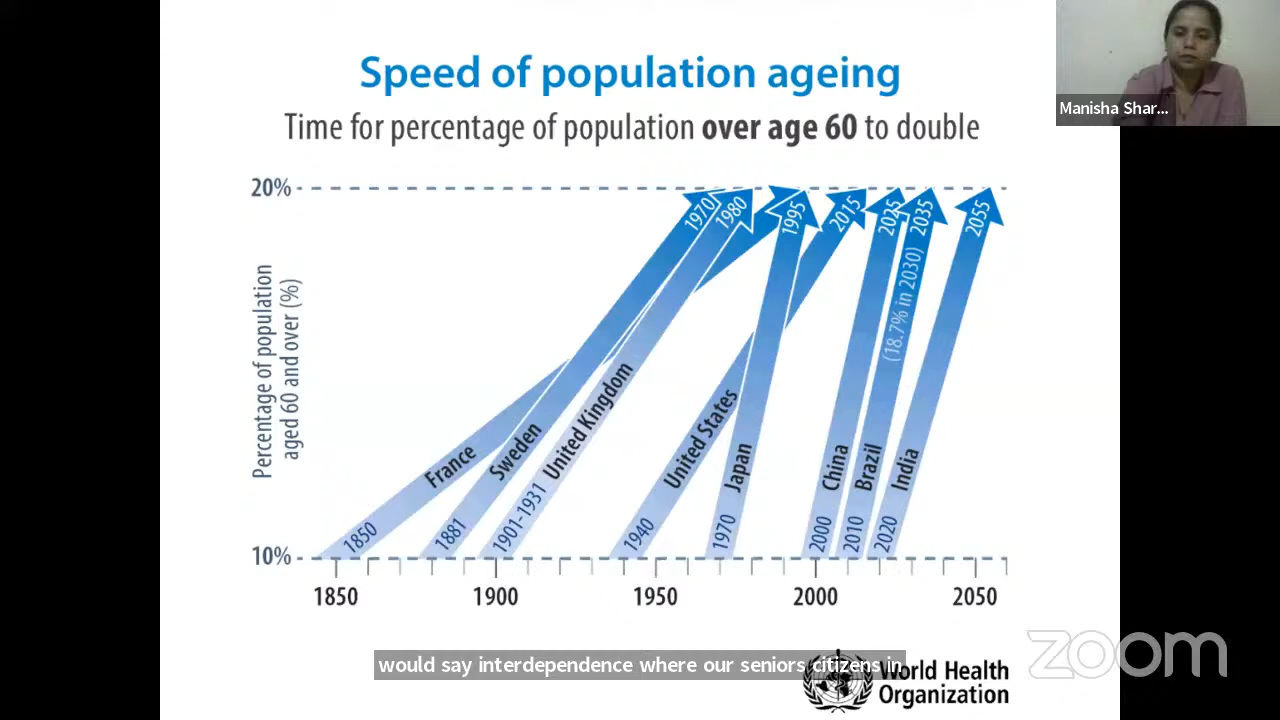 Speed of population ageing
Time for percentage of population over age 60 to double
Manisha Shar...
20%
10%
Percentage of population
aged 60 and over (%)
1970
1980
1995
2015
2025
2035
2055
(18.7% in 2030)
France
Sweden
United Kingdom
United States
Japan
China
Brazil
India
1850
1881
1901-1931
1940
1970
2000
2010
2020
1850
1900
1950
2000
2050
would say interdependence where our seniors citizens in
World Health
Organization
zoom